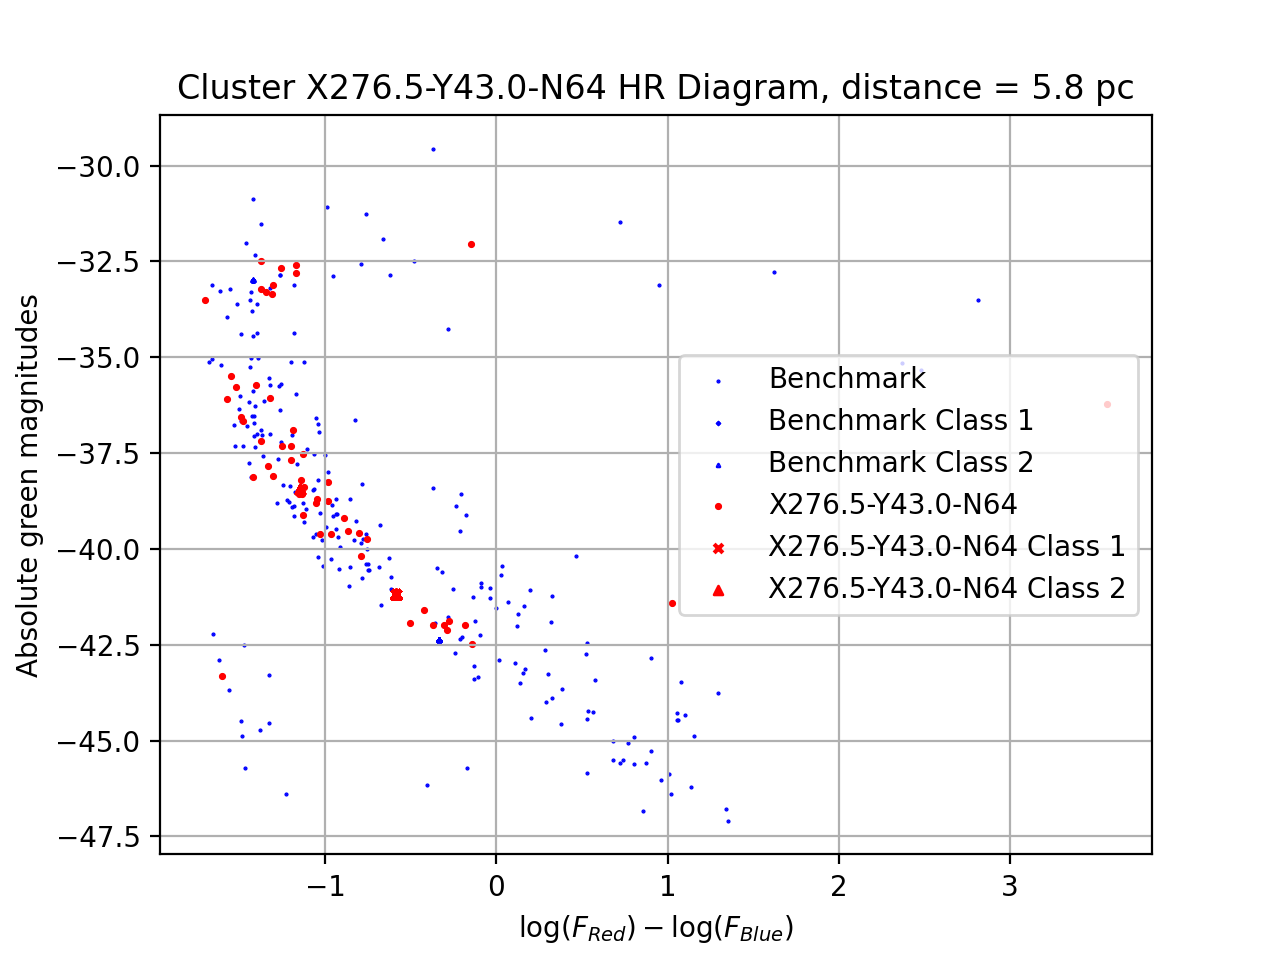 Cluster X276.5-Y43.0-N64 HR Diagram, distance = 5.8 pc
Absolute green magnitudes
−30.0
−32.5
−35.0
−37.5
−40.0
−42.5
−45.0
−47.5
Benchmark
Benchmark Class 1
Benchmark Class 2
X276.5-Y43.0-N64
X276.5-Y43.0-N64 Class 1
X276.5-Y43.0-N64 Class 2
−1 0 1 2 3
log(F_Red) − log(F_Blue)